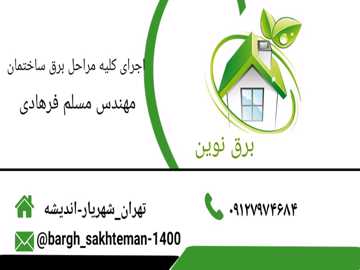 اجرای کلیه مراحل برق ساختمان
مهندس مسلم فرهادی
برق نوین
تهران_شهریار-اندیشه
۰۹۱۲۷۹۷۴۶۸۴
@bargh_sakhteman-1400